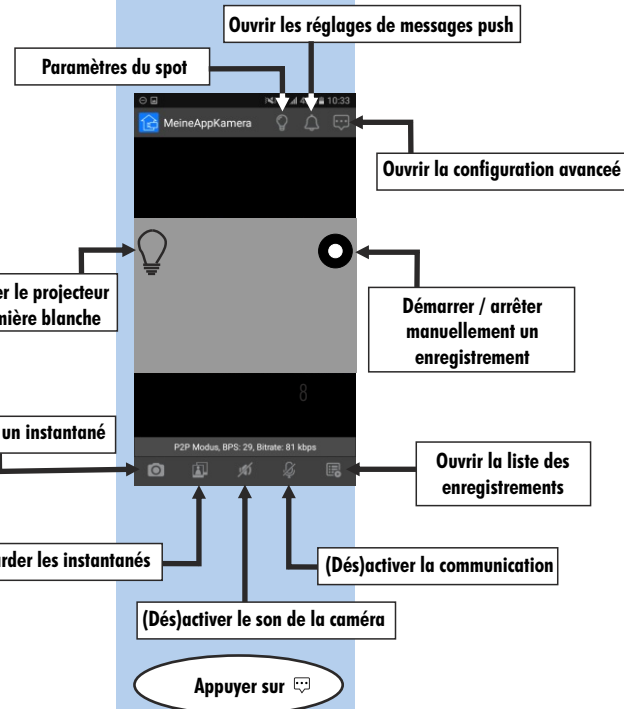 Ouvrir les réglages de messages push
Paramètres du spot
10:33
MeineAppKamera
Ouvrir la configuration avanceé
er le projecteur
mière blanche
Démarrer / arrêter
manuellement un
enregistrement
8
un instantané
P2P Modus, BPS: 29, Bitrate: 81 kbps
Ouvrir la liste des
enregistrements
rder les instantanés
(Dés)activer la communication
(Dés)activer le son de la caméra
Appuyer sur